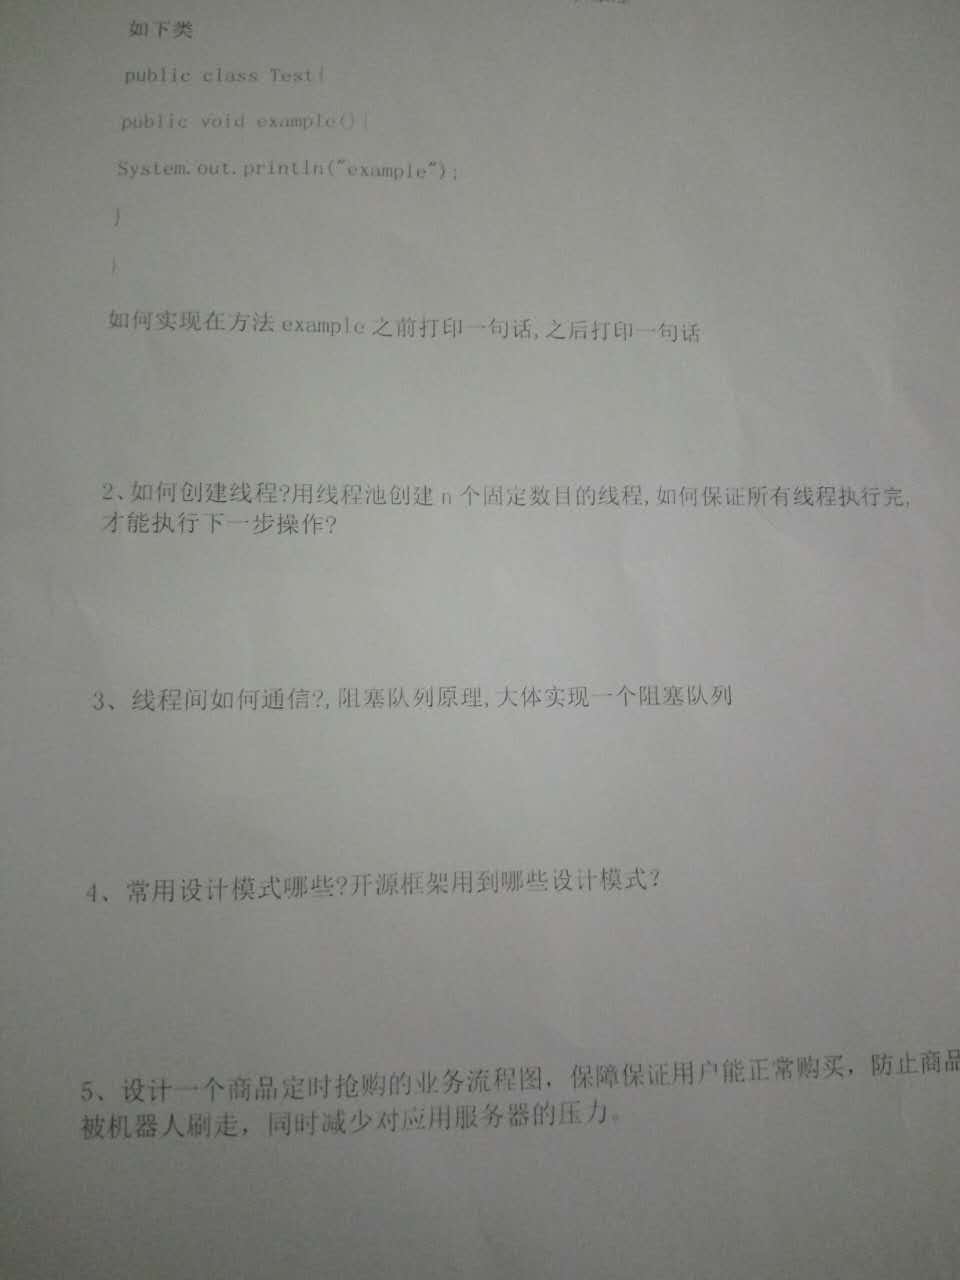 如下类
public class Test{
public void example(){
System.out.println("example");
}
}
如何实现在方法 example 之前打印一句话,之后打印一句话
2、如何创建线程?用线程池创建 n 个固定数目的线程,如何保证所有线程执行完,
才能执行下一步操作?
3、线程间如何通信?,阻塞队列原理,大体实现一个阻塞队列
4、常用设计模式哪些?开源框架用到哪些设计模式?
5、设计一个商品定时抢购的业务流程图，保障保证用户能正常购买，防止商品
被机器人刷走，同时减少对应用服务器的压力。